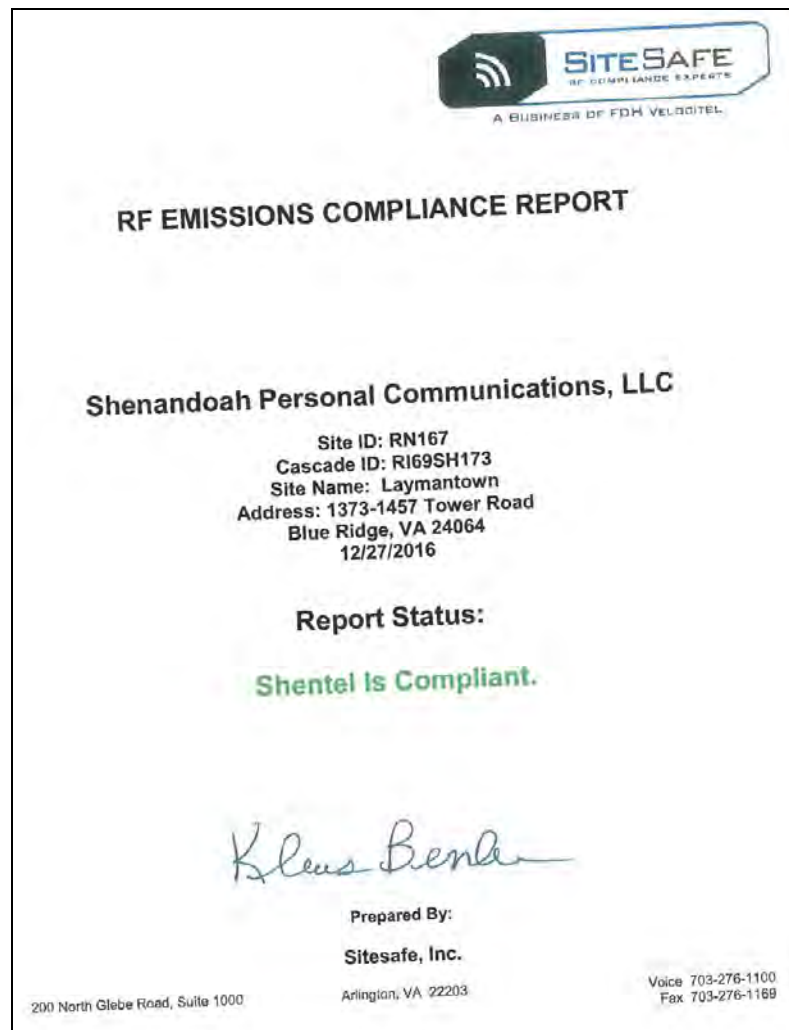 SITESAFE
RF COMPLIANCE EXPERTS
A BUSINESS OF FDH VELOCITEL
RF EMISSIONS COMPLIANCE REPORT
Shenandoah Personal Communications, LLC
Site ID: RN167
Cascade ID: RI69SH173
Site Name: Laymantown
Address: 1373-1457 Tower Road
Blue Ridge, VA 24064
12/27/2016
Report Status:
Shentel Is Compliant.
Klaus Bender
Prepared By:
Sitesafe, Inc.
200 North Glebe Road, Suite 1000
Arlington, VA 22203
Voice 703-276-1100
Fax 703-276-1169